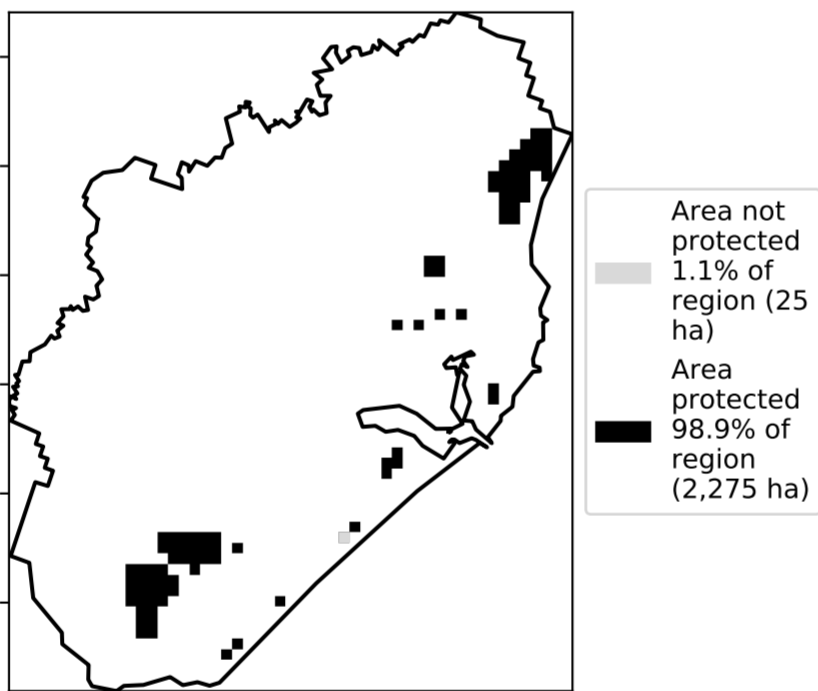 Area not
protected
1.1% of
region (25
ha)
Area
protected
98.9% of
region
(2,275 ha)